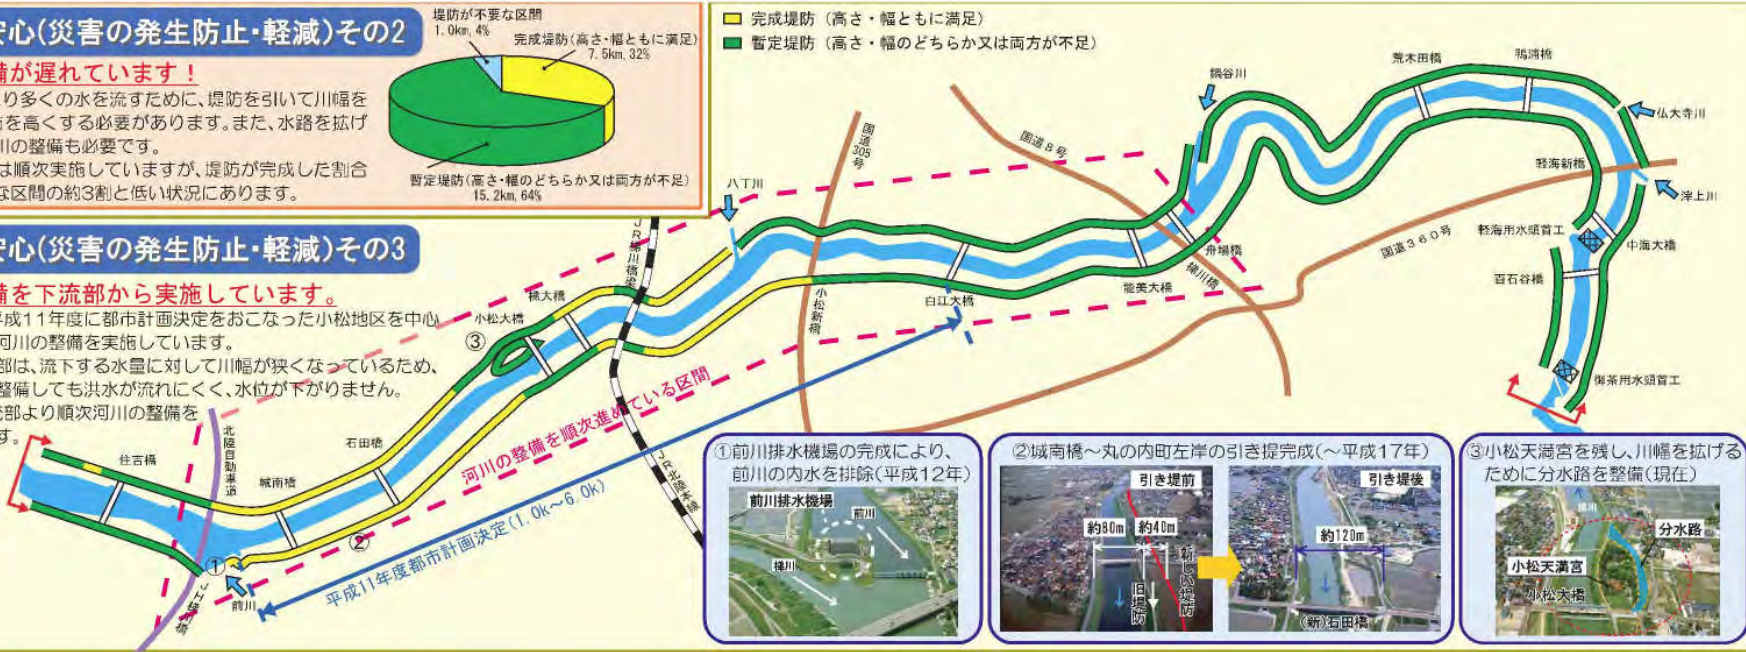 安心(災害の発生防止・軽減)その2
備が遅れています！
り多くの水を流すために、堤防を引いて川幅を
を高くする必要があります。また、水路を拡げ
川の整備も必要です。
は順次実施していますが、堤防が完成した割合
な区間の約3割と低い状況にあります。
堤防が不要な区間
1.0km, 4%
完成堤防(高さ・幅ともに満足)
7.5km, 32%
暫定堤防(高さ・幅のどちらか又は両方が不足)
15.2km, 64%
安心(災害の発生防止・軽減)その3
備を下流部から実施しています。
平成11年度に都市計画決定をおこなった小松地区を中心
河川の整備を実施しています。
部は、流下する水量に対して川幅が狭くなっているため、
整備しても洪水が流れにくく、水位が下がりません。
部より順次河川の整備を
す。
完成堤防（高さ・幅ともに満足）
暫定堤防（高さ・幅のどちらか又は両方が不足）
国道305号
国道8号
鍋谷川
荒木田橋
鴨浦橋
仏大寺川
軽海新橋
滓上川
八丁川
JR梯川橋梁
軽海用水頭首工
中海大橋
国道360号
舟場橋
梯川橋
百石谷橋
能美大橋
白江大橋
小松新橋
梯大橋
小松大橋
③
御茶用水頭首工
河川の整備を順次進めている区間
平成11年度都市計画決定(1.0k～6.0k)
JR北陸本線
石田橋
北陸自動車道
住吉橋
城南橋
②
①
前川
JH梯川橋
①前川排水機場の完成により、
前川の内水を排除(平成12年)
前川排水機場
前川
梯川
②城南橋～丸の内町左岸の引き提完成(～平成17年)
引き堤前
約80m
約40m
旧堤防
新しい堤防
引き堤後
約120m
(新)石田橋
③小松天満宮を残し、川幅を拡げる
ために分水路を整備(現在)
梯川
分水路
小松天満宮
小松大橋